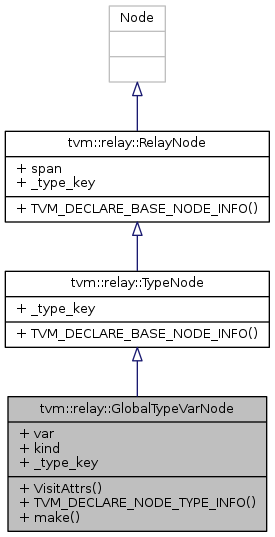 Node
tvm::relay::RelayNode
+ span
+ _type_key
+ TVM_DECLARE_BASE_NODE_INFO()
tvm::relay::TypeNode
+ _type_key
+ TVM_DECLARE_BASE_NODE_INFO()
tvm::relay::GlobalTypeVarNode
+ var
+ kind
+ _type_key
+ VisitAttrs()
+ TVM_DECLARE_NODE_TYPE_INFO()
+ make()